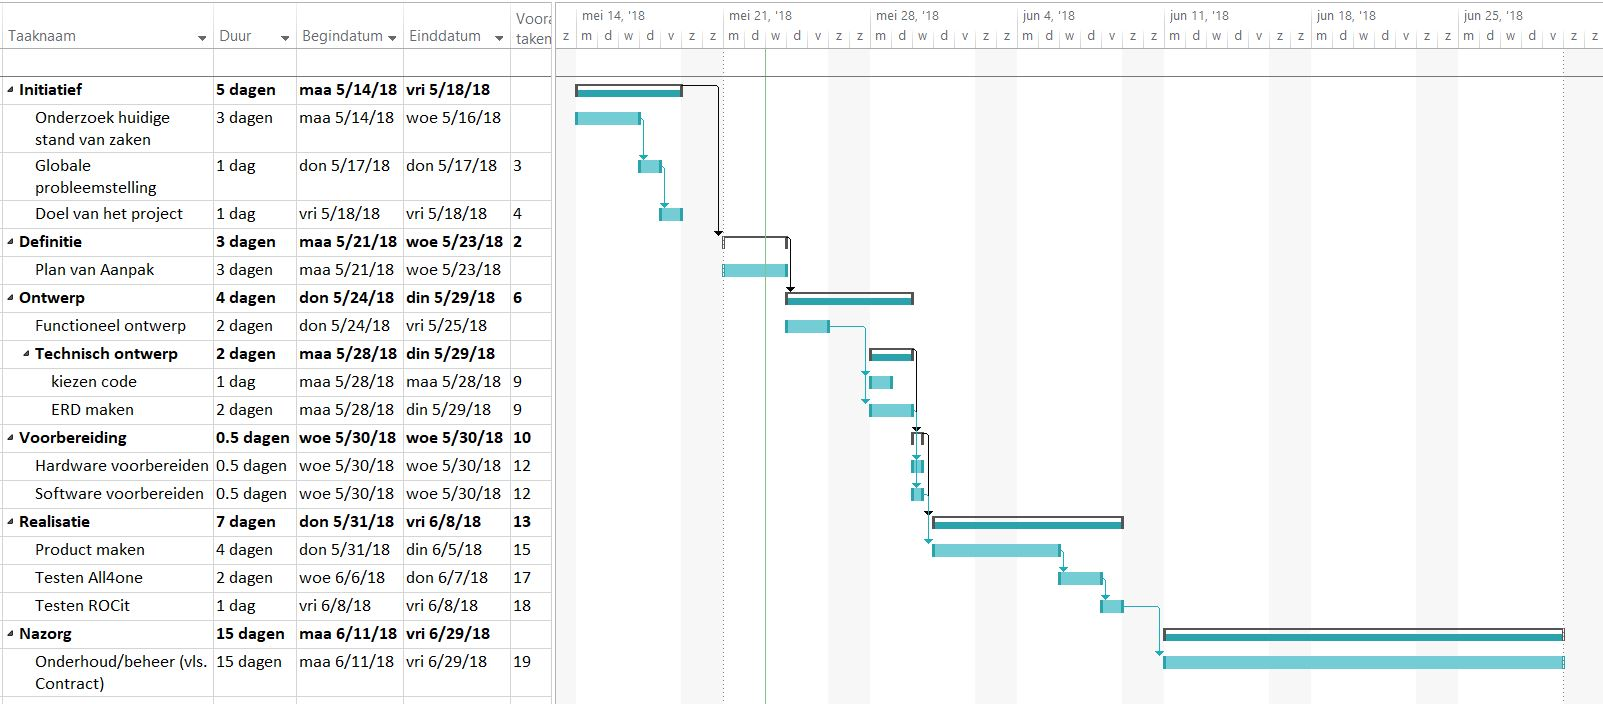 Taaknaam Duur Begindatum Einddatum Voora
taken
mei 14, '18 mei 21, '18 mei 28, '18 jun 4, '18 jun 11, '18 jun 18, '18 jun 25, '18
z m d w d v z z m d w d v z z m d w d v z z m d w d v z z m d w d v z z m d w d v z z m d w d v z z
Initiatief 5 dagen maa 5/14/18 vri 5/18/18
Onderzoek huidige 3 dagen maa 5/14/18 woe 5/16/18
stand van zaken
Globale 1 dag don 5/17/18 don 5/17/18 3
probleemstelling
Doel van het project 1 dag vri 5/18/18 vri 5/18/18 4
Definitie 3 dagen maa 5/21/18 woe 5/23/18 2
Plan van Aanpak 3 dagen maa 5/21/18 woe 5/23/18
Ontwerp 4 dagen don 5/24/18 din 5/29/18 6
Functioneel ontwerp 2 dagen don 5/24/18 vri 5/25/18
Technisch ontwerp 2 dagen maa 5/28/18 din 5/29/18
kiezen code 1 dag maa 5/28/18 maa 5/28/18 9
ERD maken 2 dagen maa 5/28/18 din 5/29/18 9
Voorbereiding 0.5 dagen woe 5/30/18 woe 5/30/18 10
Hardware voorbereiden 0.5 dagen woe 5/30/18 woe 5/30/18 12
Software voorbereiden 0.5 dagen woe 5/30/18 woe 5/30/18 12
Realisatie 7 dagen don 5/31/18 vri 6/8/18 13
Product maken 4 dagen don 5/31/18 din 6/5/18 15
Testen All4one 2 dagen woe 6/6/18 don 6/7/18 17
Testen ROCit 1 dag vri 6/8/18 vri 6/8/18 18
Nazorg 15 dagen maa 6/11/18 vri 6/29/18
Onderhoud/beheer (vls. 15 dagen maa 6/11/18 vri 6/29/18 19
Contract)